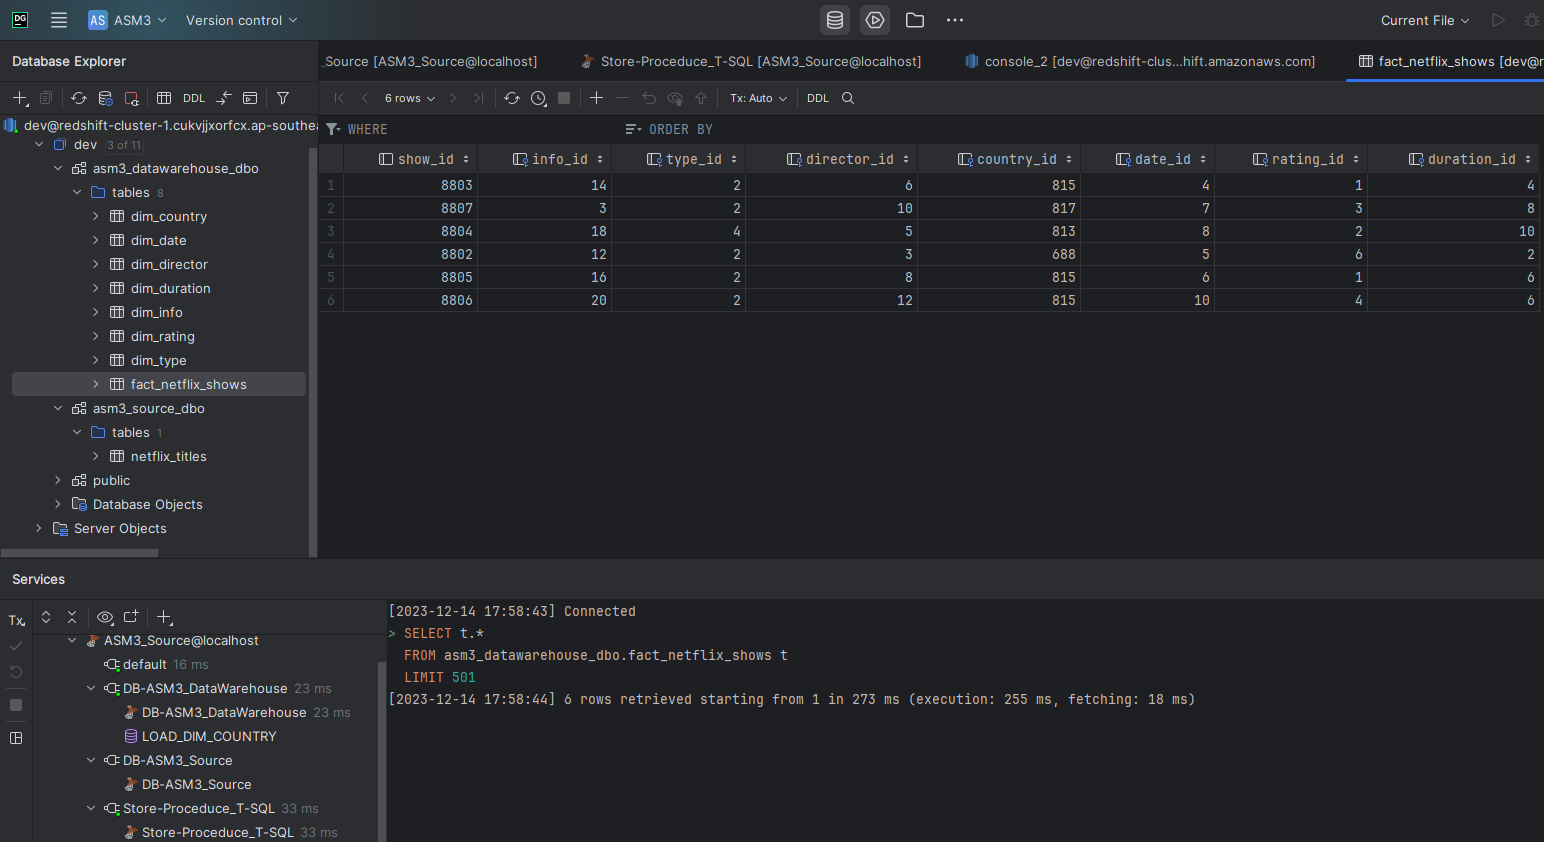 DG AS ASM3 Version control Current File
Database Explorer
_Source [ASM3_Source@localhost] Store-Proceduce_T-SQL [ASM3_Source@localhost] console_2 [dev@redshift-clus...hift.amazonaws.com] fact_netflix_shows [dev@r
DDL
6 rows Tx: Auto DDL
dev@redshift-cluster-1.cukvjjxorfcx.ap-southea
dev 3 of 11
asm3_datawarehouse_dbo
tables 8
dim_country
dim_date
dim_director
dim_duration
dim_info
dim_rating
dim_type
fact_netflix_shows
asm3_source_dbo
tables 1
netflix_titles
public
Database Objects
Server Objects
WHERE ORDER BY
show_id info_id type_id director_id country_id date_id rating_id duration_id
1 8803 14 2 6 815 4 1 4
2 8807 3 2 10 817 7 3 8
3 8804 18 4 5 813 8 2 10
4 8802 12 2 3 688 5 6 2
5 8805 16 2 8 815 6 1 6
6 8806 20 2 12 815 10 4 6
Services
Tx
ASM3_Source@localhost
default 16 ms
DB-ASM3_DataWarehouse 23 ms
DB-ASM3_DataWarehouse 23 ms
LOAD_DIM_COUNTRY
DB-ASM3_Source
DB-ASM3_Source
Store-Proceduce_T-SQL 33 ms
Store-Proceduce_T-SQL 33 ms
[2023-12-14 17:58:43] Connected
> SELECT t.*
FROM asm3_datawarehouse_dbo.fact_netflix_shows t
LIMIT 501
[2023-12-14 17:58:44] 6 rows retrieved starting from 1 in 273 ms (execution: 255 ms, fetching: 18 ms)